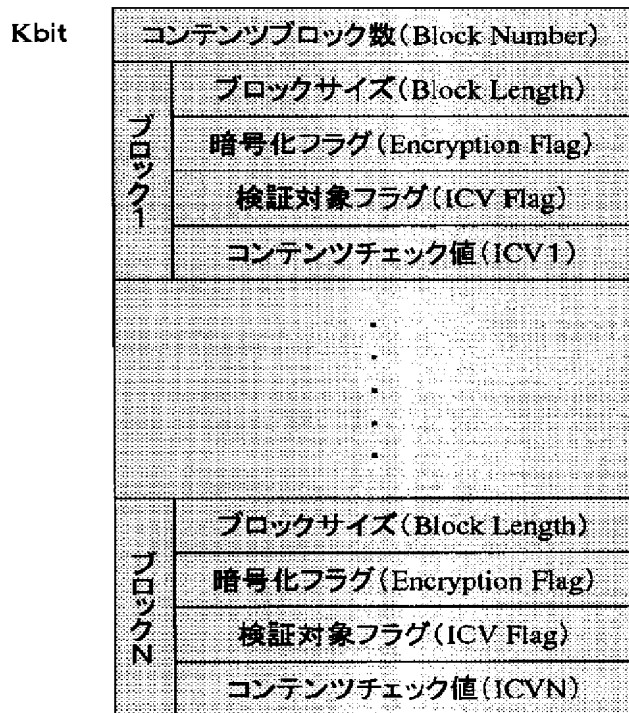 Kbit
コンテンツブロック数(Block Number)
ブロック1
ブロックサイズ(Block Length)
暗号化フラグ(Encryption Flag)
検証対象フラグ(ICV Flag)
コンテンツチェック値(ICV1)
ブロックN
ブロックサイズ(Block Length)
暗号化フラグ(Encryption Flag)
検証対象フラグ(ICV Flag)
コンテンツチェック値(ICVN)